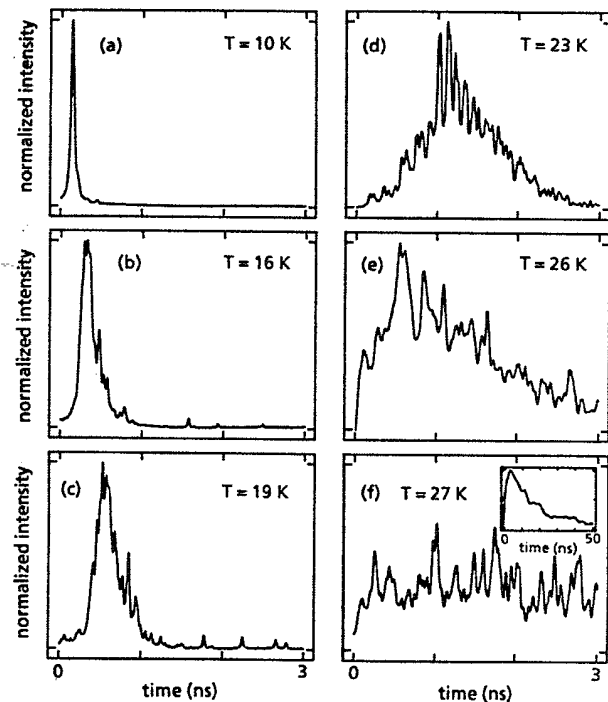 (a)
T = 10 K
normalized intensity
(b)
T = 16 K
normalized intensity
(c)
T = 19 K
normalized intensity
0
3
time (ns)
(d)
T = 23 K
(e)
T = 26 K
(f)
T = 27 K
0
50
time (ns)
0
3
time (ns)